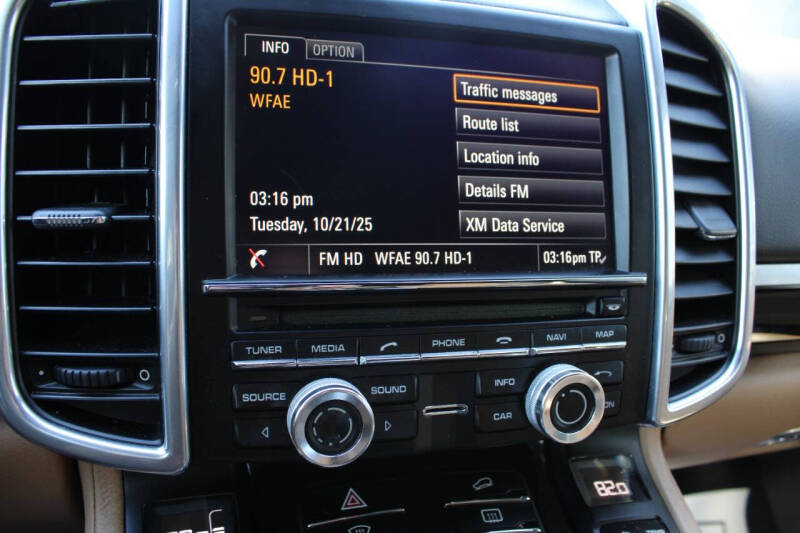 INFO OPTION
90.7 HD-1
WFAE
Traffic messages
Route list
Location info
Details FM
XM Data Service
03:16 pm
Tuesday, 10/21/25
FM HD WFAE 90.7 HD-1 03:16pm TP
TUNER MEDIA PHONE NAVI MAP
SOURCE SOUND INFO
CAR
82.0